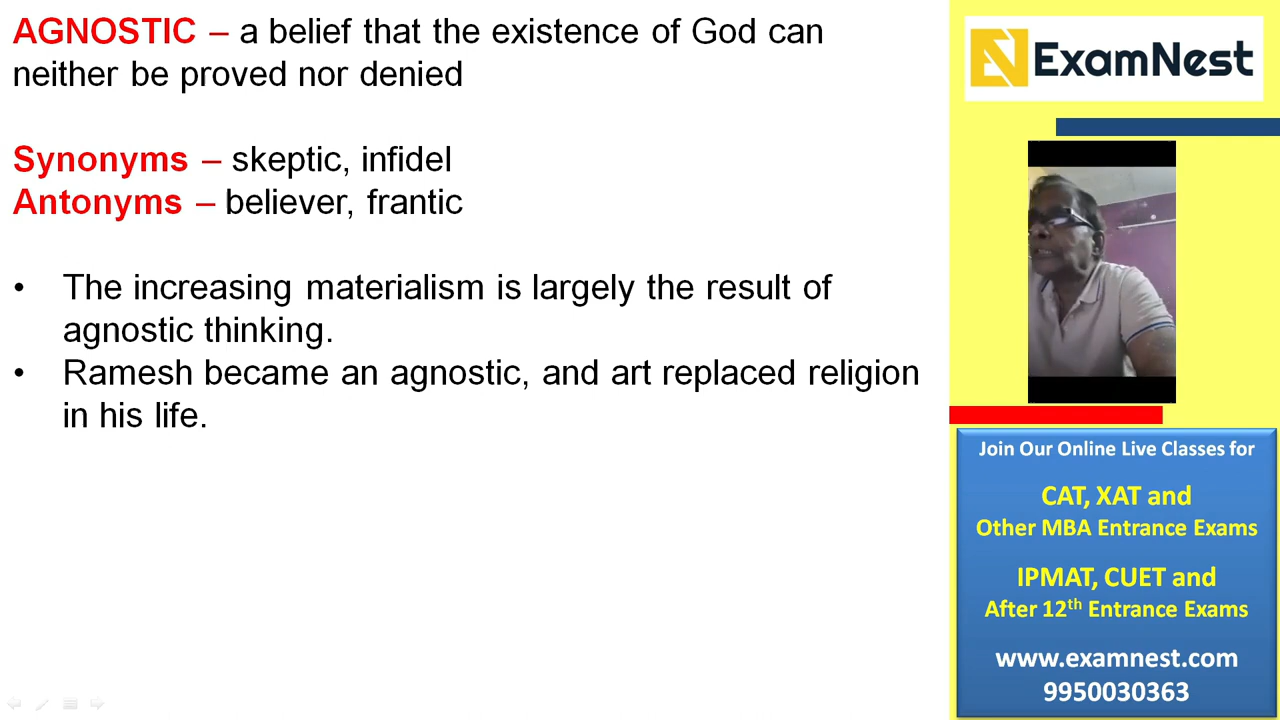 AGNOSTIC – a belief that the existence of God can
neither be proved nor denied
Synonyms – skeptic, infidel
Antonyms – believer, frantic
• The increasing materialism is largely the result of
agnostic thinking.
• Ramesh became an agnostic, and art replaced religion
in his life.
ExamNest
Join Our Online Live Classes for
CAT, XAT and
Other MBA Entrance Exams
IPMAT, CUET and
After 12th Entrance Exams
www.examnest.com
9950030363